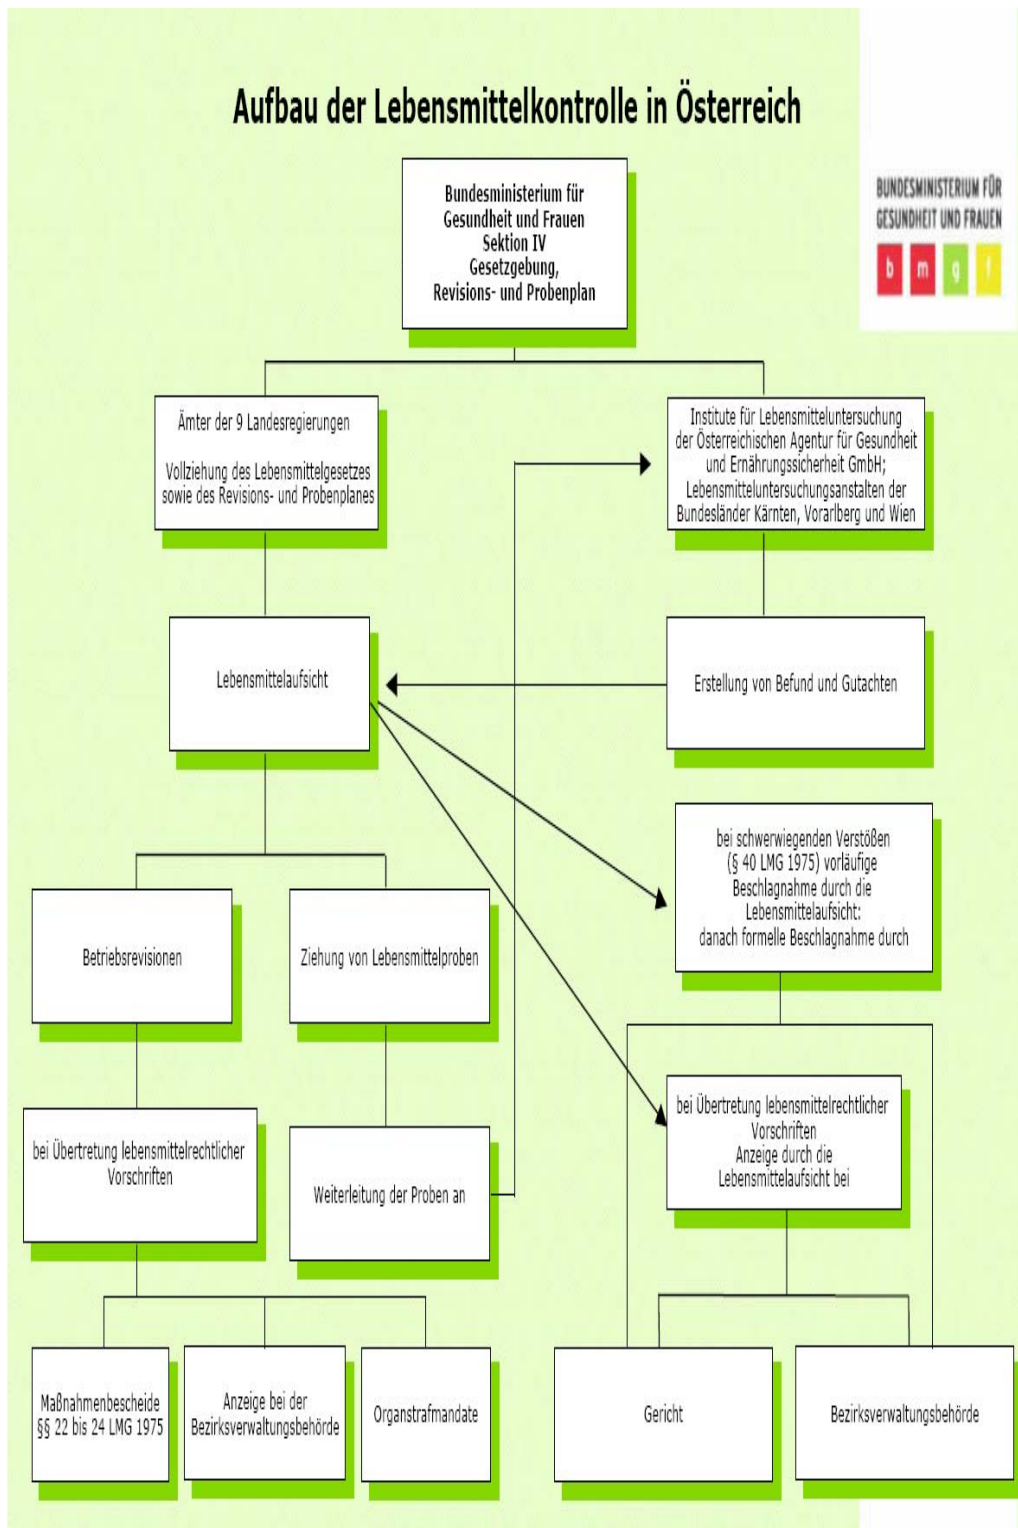 Aufbau der Lebensmittelkontrolle in Österreich
BUNDESMINISTERIUM FÜR
GESUNDHEIT UND FRAUEN
b m g f
Bundesministerium für
Gesundheit und Frauen
Sektion IV
Gesetzgebung,
Revisions- und Probenplan
Ämter der 9 Landesregierungen
Vollziehung des Lebensmittelgesetzes
sowie des Revisions- und Probenplanes
Institute für Lebensmitteluntersuchung
der Österreichischen Agentur für Gesundheit
und Ernährungssicherheit GmbH;
Lebensmitteluntersuchungsanstalten der
Bundesländer Kärnten, Vorarlberg und Wien
Lebensmittelaufsicht
Erstellung von Befund und Gutachten
bei schwerwiegenden Verstößen
(§ 40 LMG 1975) vorläufige
Beschlagnahme durch die
Lebensmittelaufsicht:
danach formelle Beschlagnahme durch
Betriebsrevisionen
Ziehung von Lebensmittelproben
bei Übertretung lebensmittelrechtlicher
Vorschriften
Anzeige durch die
Lebensmittelaufsicht bei
bei Übertretung lebensmittelrechtlicher
Vorschriften
Weiterleitung der Proben an
Maßnahmenbescheide
§§ 22 bis 24 LMG 1975
Anzeige bei der
Bezirksverwaltungsbehörde
Organstrafmandate
Gericht
Bezirksverwaltungsbehörde